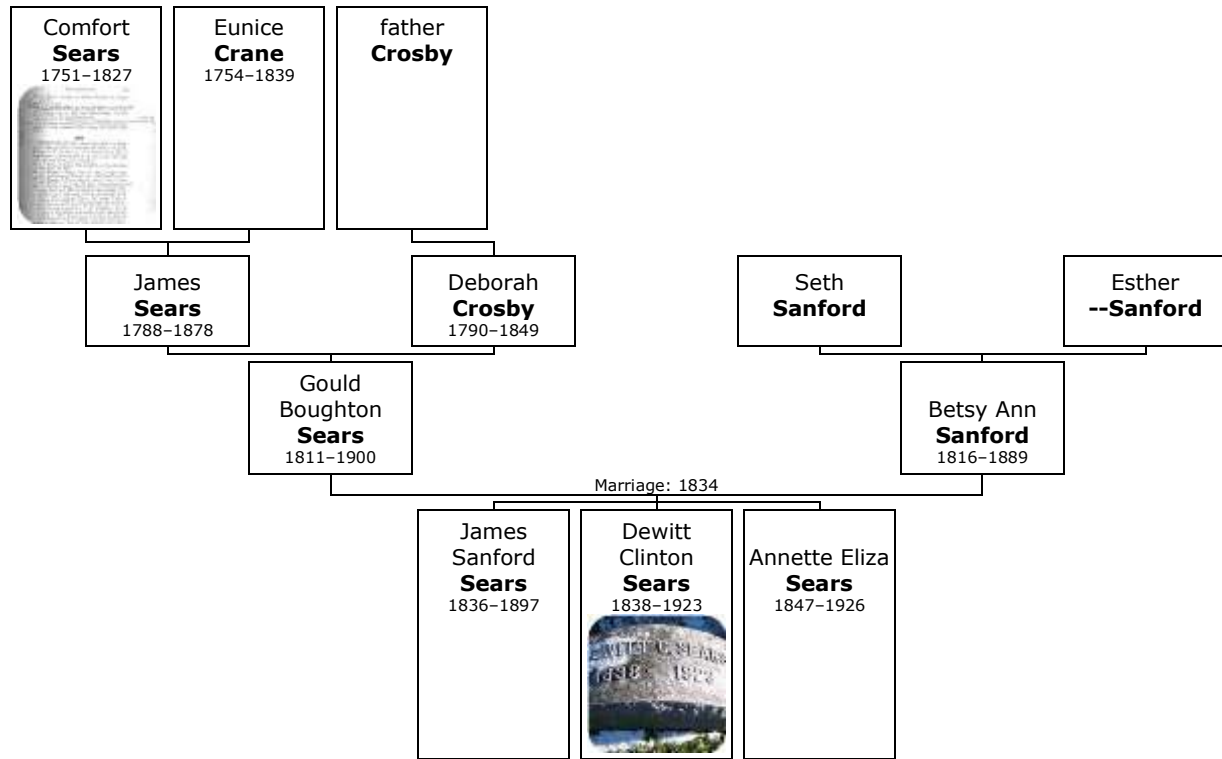 Comfort
Sears
1751–1827
Eunice
Crane
1754–1839
father
Crosby
James
Sears
1788–1878
Deborah
Crosby
1790–1849
Seth
Sanford
Esther
--Sanford
Gould
Boughton
Sears
1811–1900
Betsy Ann
Sanford
1816–1889
Marriage: 1834
James
Sanford
Sears
1836–1897
Dewitt
Clinton
Sears
1838–1923
SEARS
1923
Annette Eliza
Sears
1847–1926